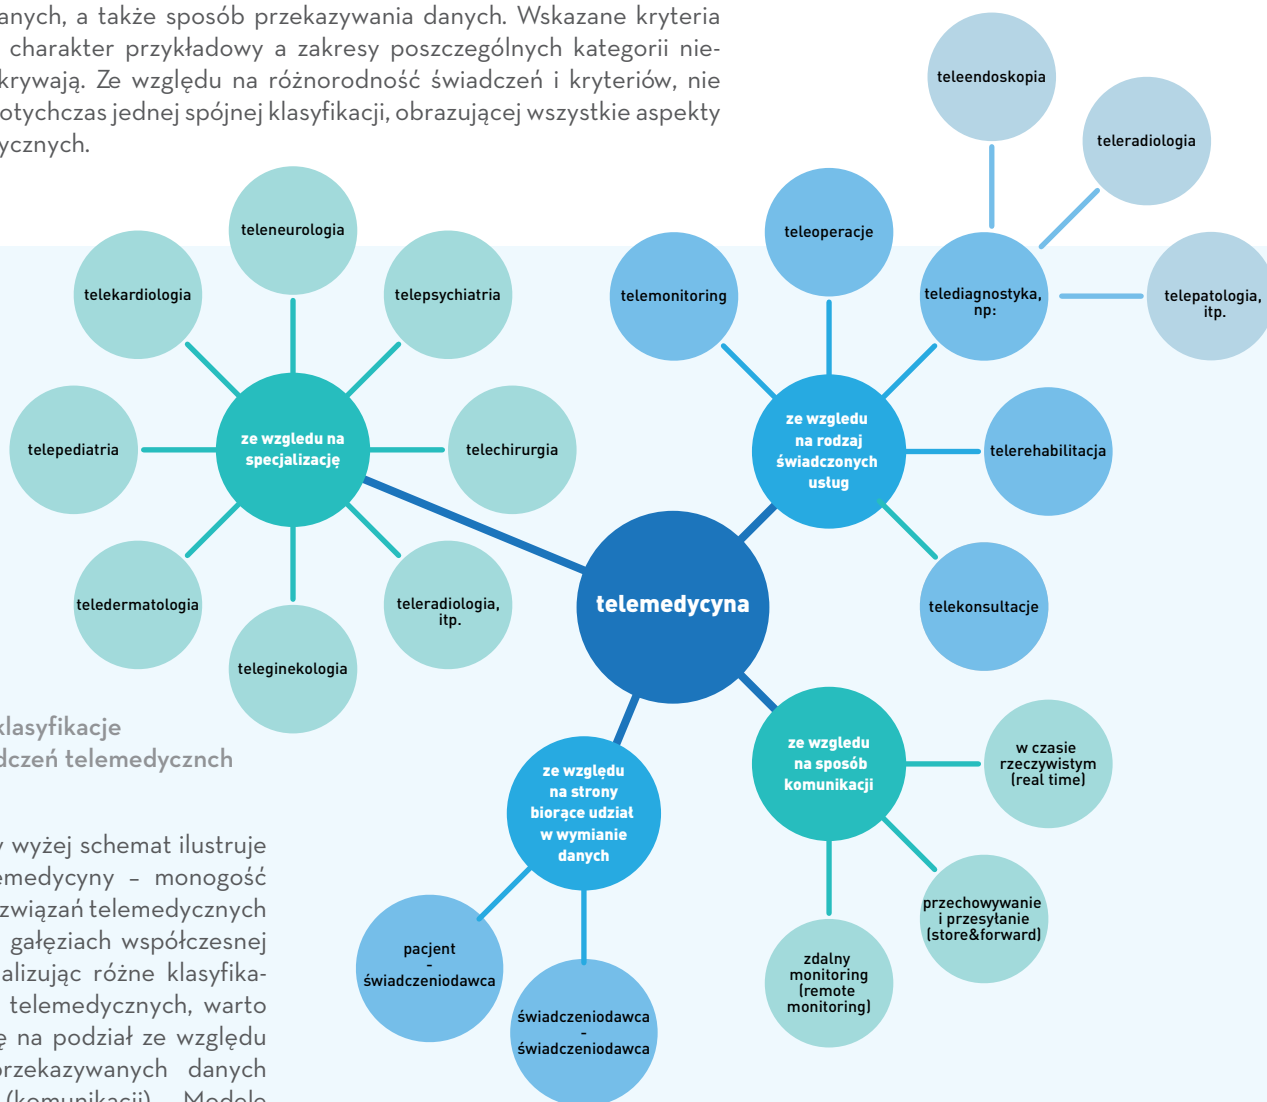 anych, a także sposób przekazywania danych. Wskazane kryteria
charakter przykładowy a zakresy poszczególnych kategorii nie-
krywają. Ze względu na różnorodność świadczeń i kryteriów, nie
otychczas jednej spójnej klasyfikacji, obrazującej wszystkie aspekty
ycznych.
teleendoskopia
teleradiologia
telepatologia,
itp.
teleneurologia
telekardiologia
telepsychiatria
telepediatria
ze wzgledu na
specjalizację
telechirurgia
teledermatologia
teleginekologia
teleradiologia,
itp.
telemonitoring
teleoperacje
telediagnostyka,
np:
ze wzgledu
na rodzaj
świadczonych
usług
telerehabilitacja
telekonsultacje
telemedycyna
ze wzgledu
na sposób
komunikacji
w czasie
rzeczywistym
(real time)
przechowywanie
i przesyłanie
(store&forward)
zdalny
monitoring
(remote
monitoring)
ze względu
na strony
biorące udział
w wymianie
danych
pacjent
-
świadczeniodawca
świadczeniodawca
-
świadczeniodawca
klasyfikacje
dczeń telemedycznch
y wyżej schemat ilustruje
emedycyny – monogość
związań telemedycznych
gałęziach współczesnej
alizując różne klasyfika-
telemedycznych, warto
ę na podział ze względu
przekazywanych danych
(komunikacji). Modele